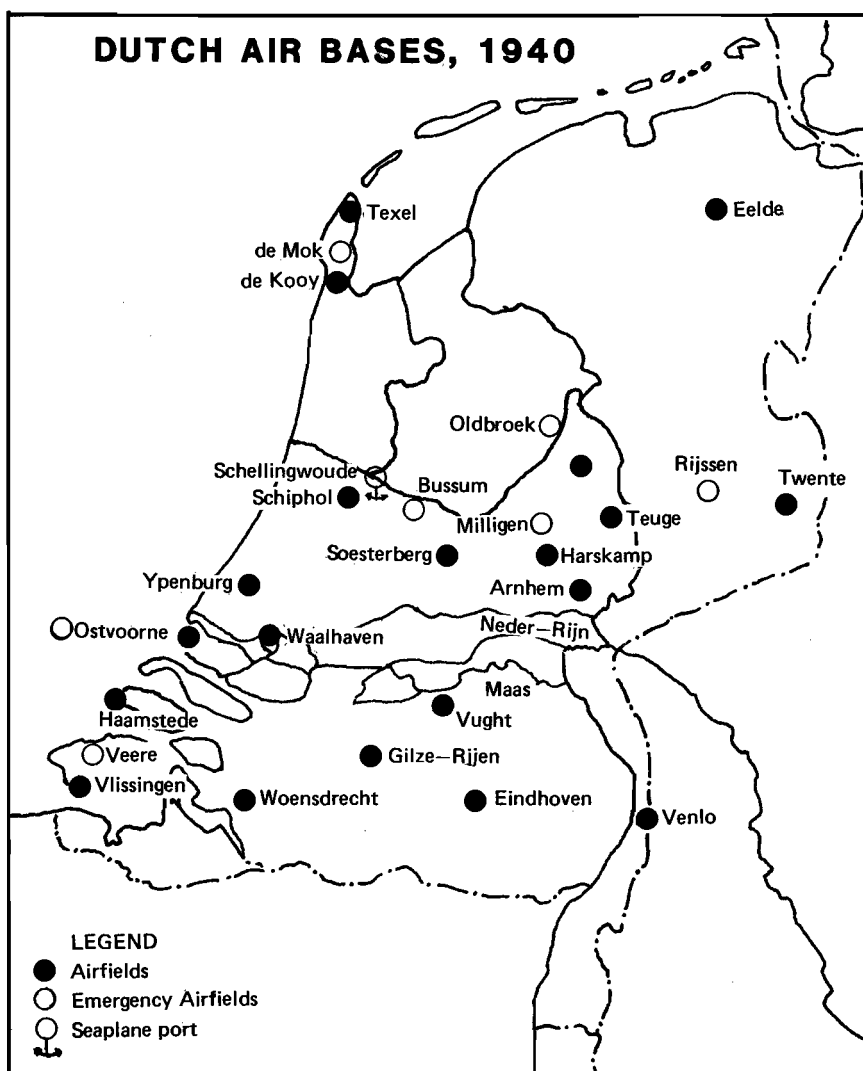 DUTCH AIR BASES, 1940
Texel
Eelde
de Mok
de Kooy
Oldbroek
Schellingwoude
Bussum
Rijssen
Twente
Schiphol
Milligen
Teuge
Soesterberg
Harskamp
Ypenburg
Arnhem
Neder-Rijn
Ostvoorne
Waalhaven
Maas
Haamstede
Vught
Veere
Gilze-Rijen
Vlissingen
Woensdrecht
Eindhoven
Venlo
LEGEND
Airfields
Emergency Airfields
Seaplane port